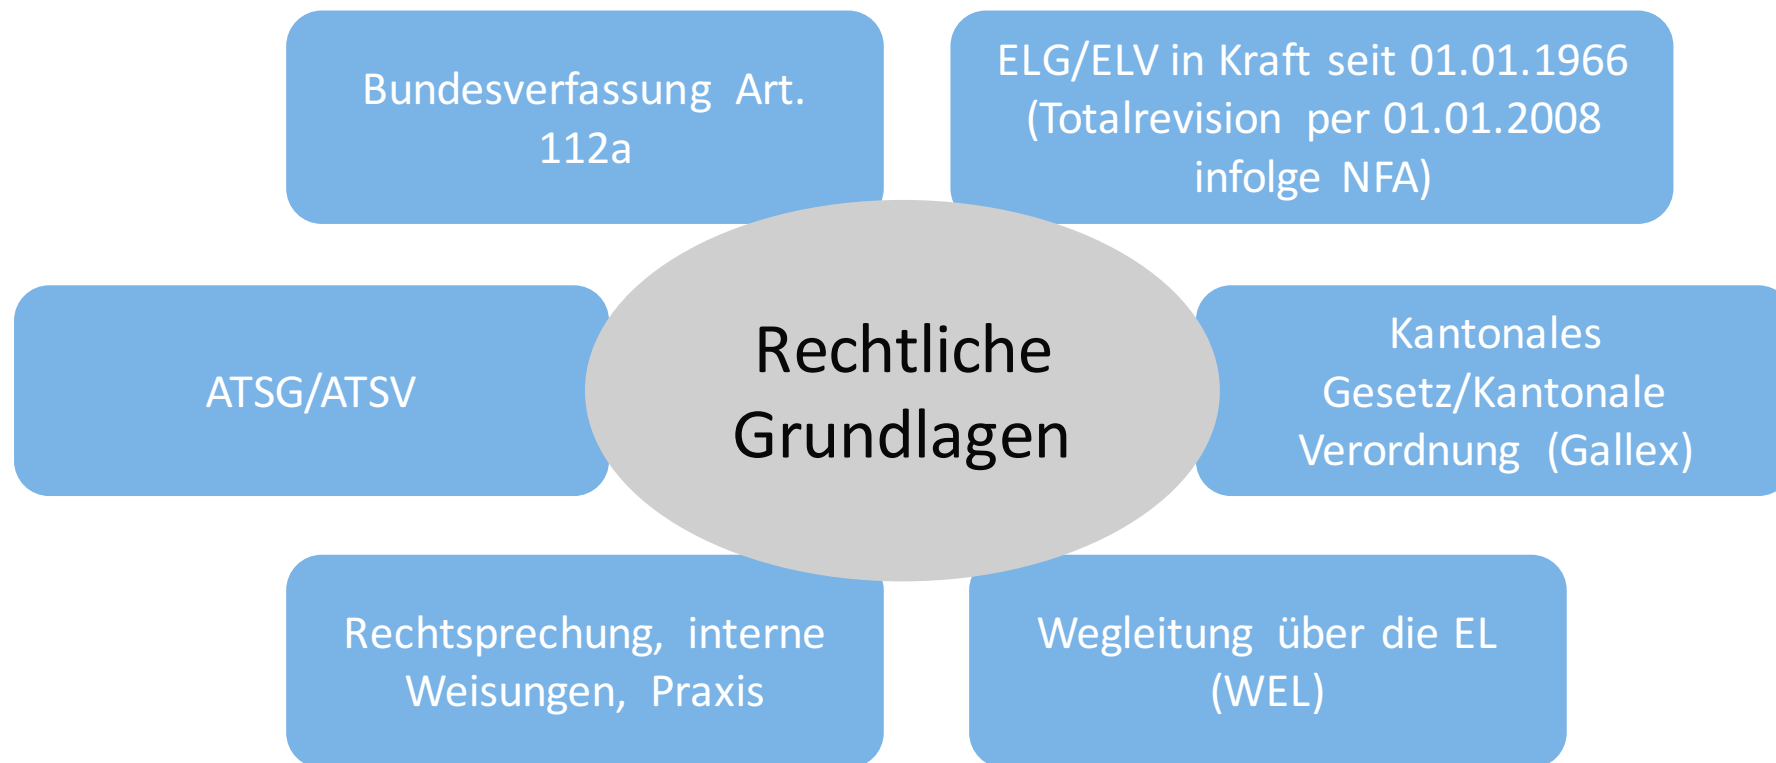 Bundesverfassung Art.
112a
ELG/ELV in Kraft seit 01.01.1966
(Totalrevision per 01.01.2008
infolge NFA)
ATSG/ATSV
Rechtliche
Grundlagen
Kantonales
Gesetz/Kantonale
Verordnung (Gallex)
Rechtsprechung, interne
Weisungen, Praxis
Wegleitung über die EL
(WEL)